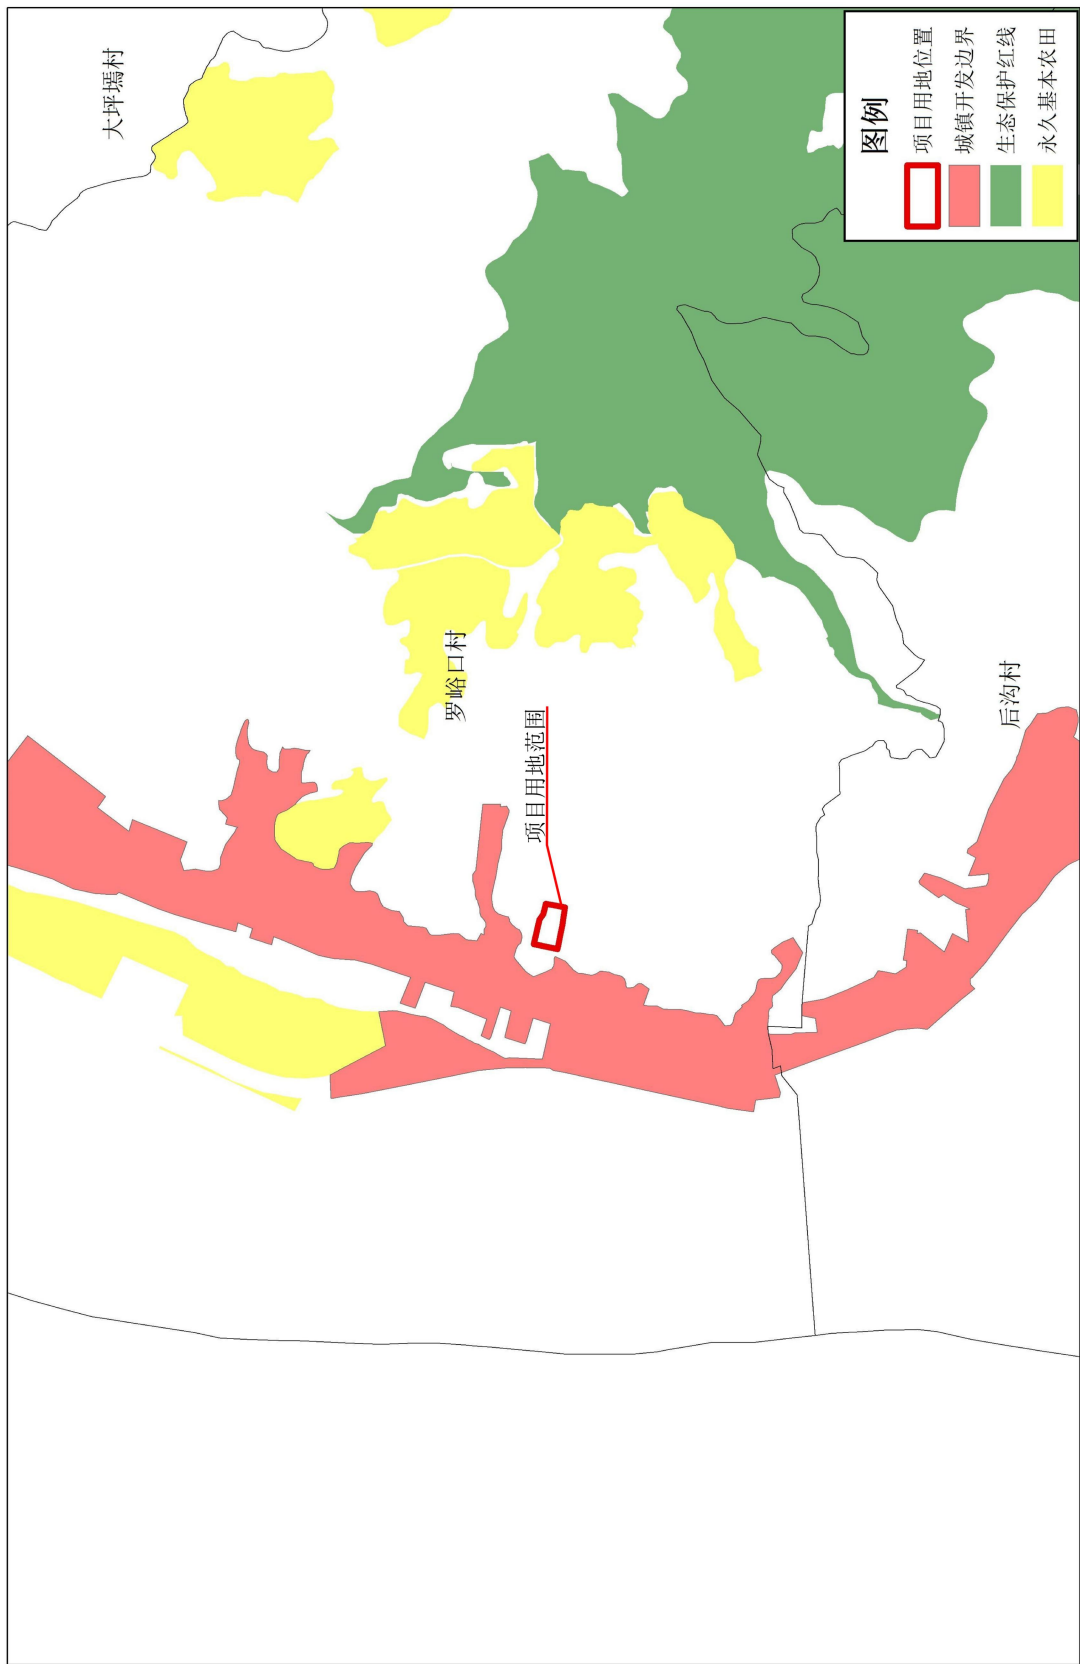 大坪墕村
罗峪口村
项目用地范围
后沟村
图例
项目用地位置
城镇开发边界
生态保护红线
永久基本农田